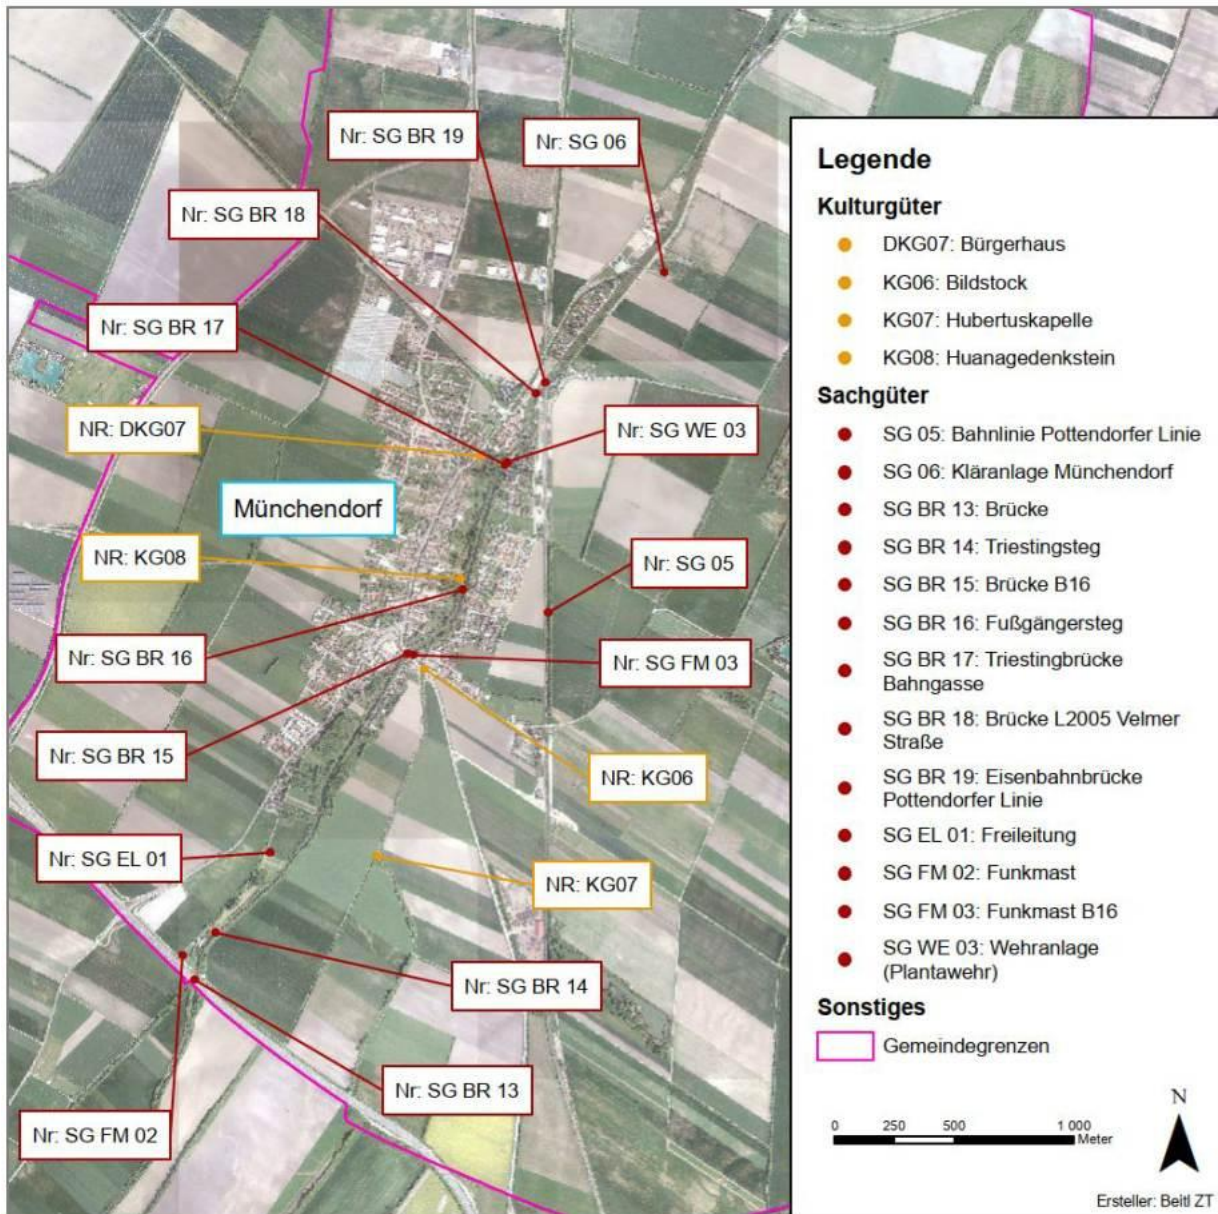 Nr: SG BR 19
Nr: SG 06
Nr: SG BR 18
Nr: SG BR 17
NR: DKG07
Nr: SG WE 03
Münchendorf
NR: KG08
Nr: SG 05
Nr: SG BR 16
Nr: SG FM 03
Nr: SG BR 15
NR: KG06
Nr: SG EL 01
NR: KG07
Nr: SG BR 14
Nr: SG BR 13
Nr: SG FM 02
Legende
Kulturgüter
DKG07: Bürgerhaus
KG06: Bildstock
KG07: Hubertuskapelle
KG08: Huanagedenkstein
Sachgüter
SG 05: Bahnlinie Pottendorfer Linie
SG 06: Kläranlage Münchendorf
SG BR 13: Brücke
SG BR 14: Triestingsteg
SG BR 15: Brücke B16
SG BR 16: Fußgängersteg
SG BR 17: Triestingbrücke
Bahngasse
SG BR 18: Brücke L2005 Velmer
Straße
SG BR 19: Eisenbahnbrücke
Pottendorfer Linie
SG EL 01: Freileitung
SG FM 02: Funkmast
SG FM 03: Funkmast B16
SG WE 03: Wehranlage
(Plantawehr)
Sonstiges
Gemeindegrenzen
N
0 250 500 1 000
Meter
Ersteller: Beitl ZT